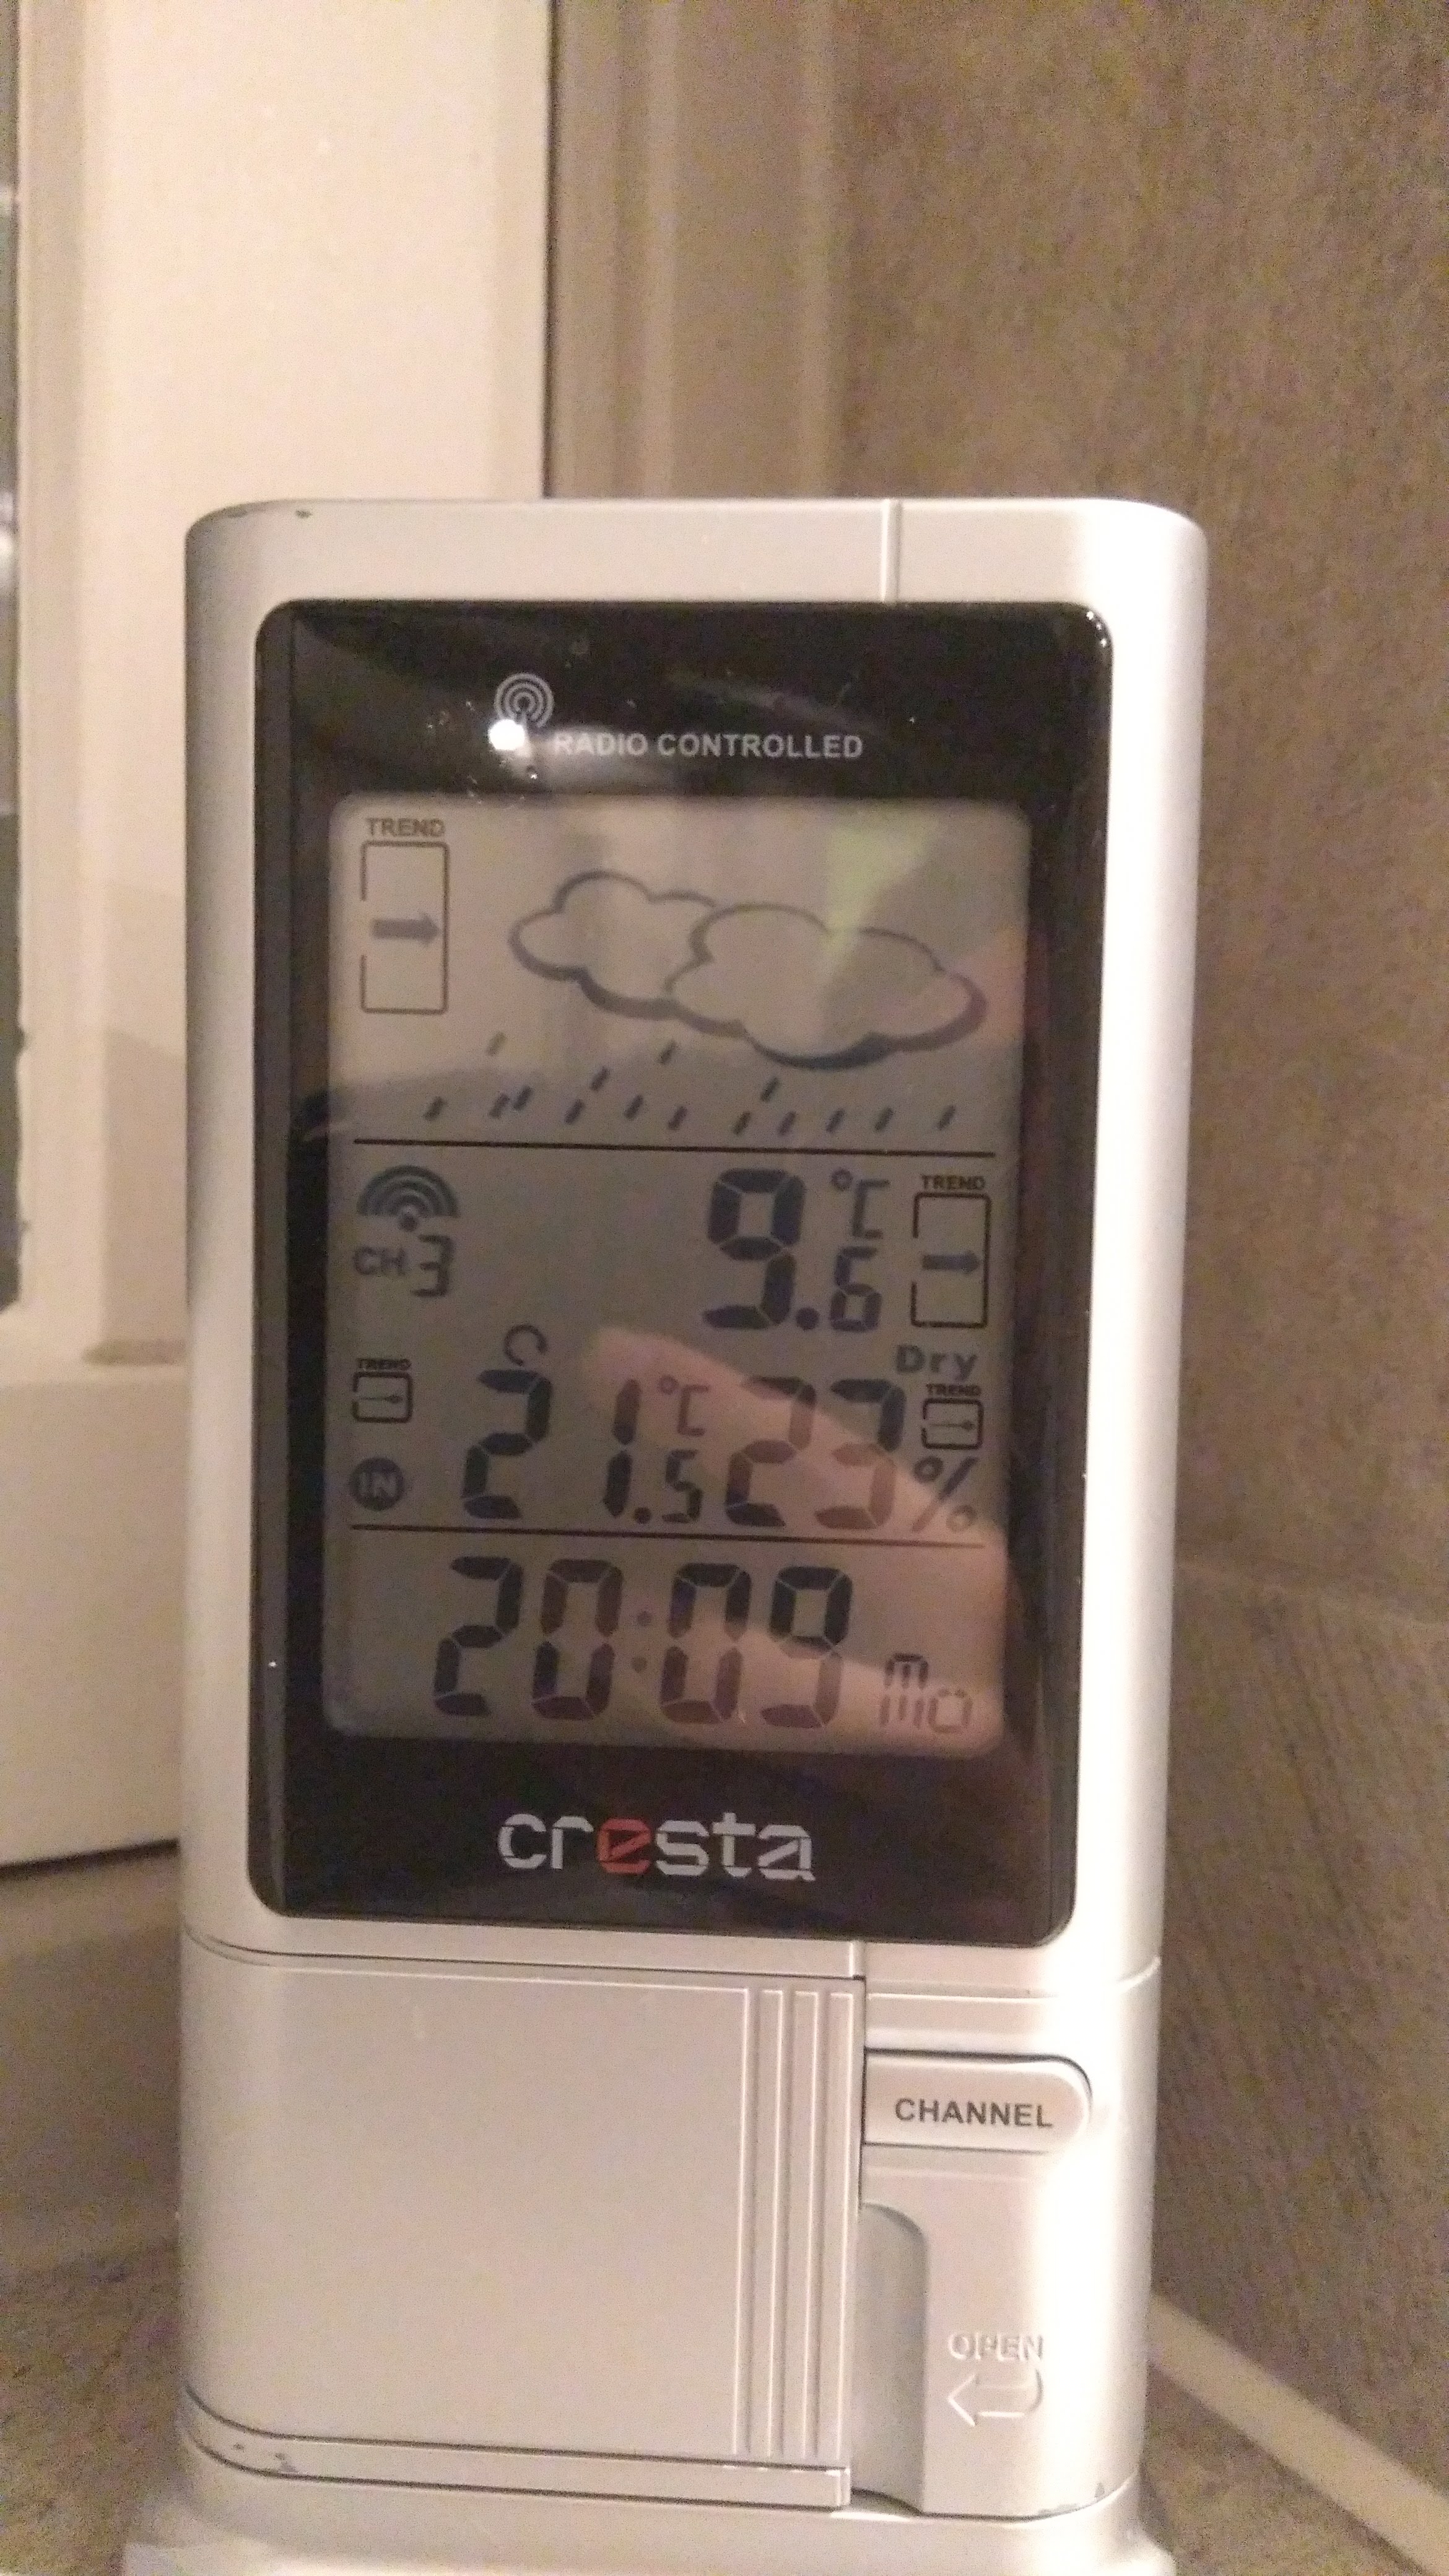 RADIO CONTROLLED
TREND
9.6 °C TREND
CH 3
Dry
TREND 21.5 °C 23 % TREND
IN
20:09 Mo
cresta
CHANNEL
OPEN